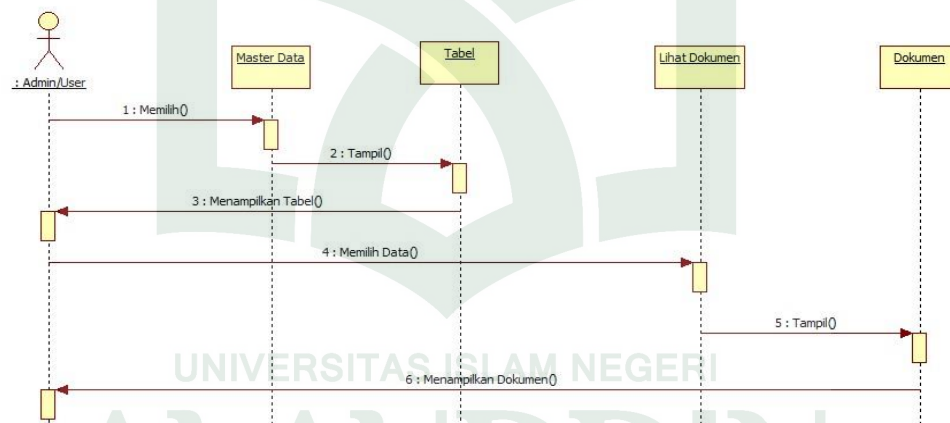 : Admin/User
Master Data
Tabel
Lihat Dokumen
Dokumen
1 : Memilih()
2 : Tampil()
3 : Menampilkan Tabel()
4 : Memilih Data()
5 : Tampil()
UNIVERSITAS ISLAM NEGERI
6 : Menampilkan Dokumen()